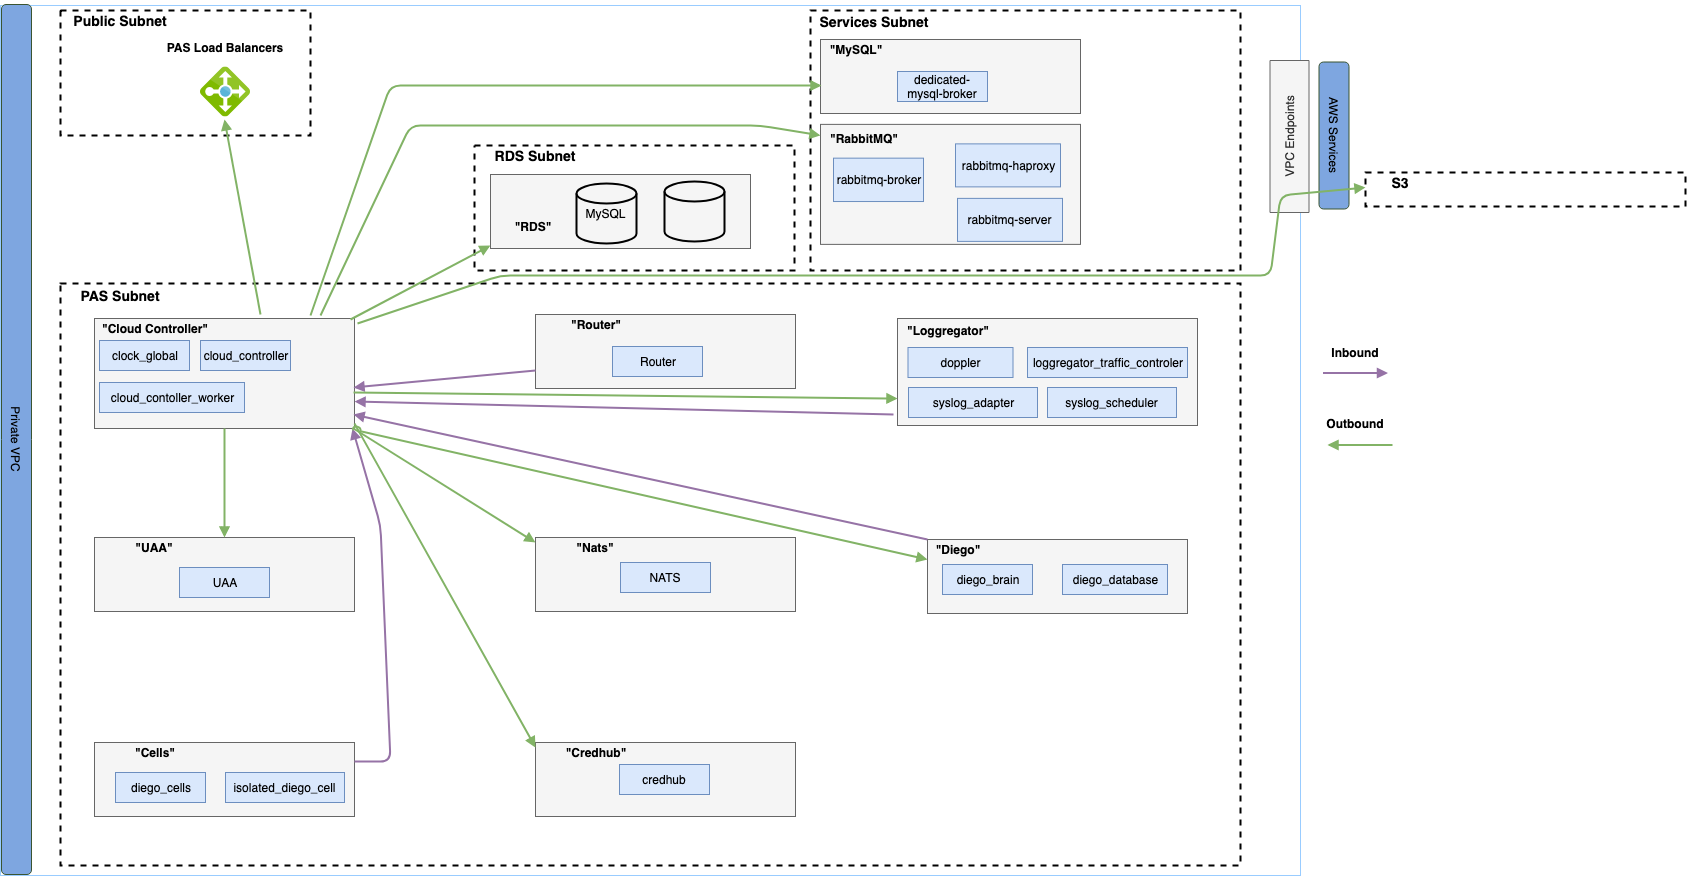 Private VPC
Public Subnet
PAS Load Balancers
Services Subnet
"MySQL"
dedicated-
mysql-broker
"RabbitMQ"
rabbitmq-broker
rabbitmq-haproxy
rabbitmq-server
RDS Subnet
MySQL
"RDS"
VPC Endpoints
AWS Services
S3
PAS Subnet
"Cloud Controller"
clock_global
cloud_controller
cloud_contoller_worker
"Router"
Router
"Loggregator"
doppler
loggregator_traffic_controler
syslog_adapter
syslog_scheduler
Inbound
Outbound
"UAA"
UAA
"Nats"
NATS
"Diego"
diego_brain
diego_database
"Cells"
diego_cells
isolated_diego_cell
"Credhub"
credhub